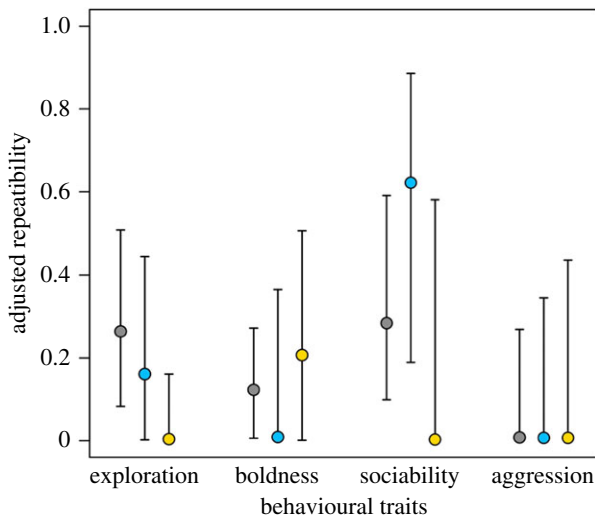 1.0
0.8
0.6
0.4
0.2
0
adjusted repeatibility
exploration boldness sociability aggression
behavioural traits